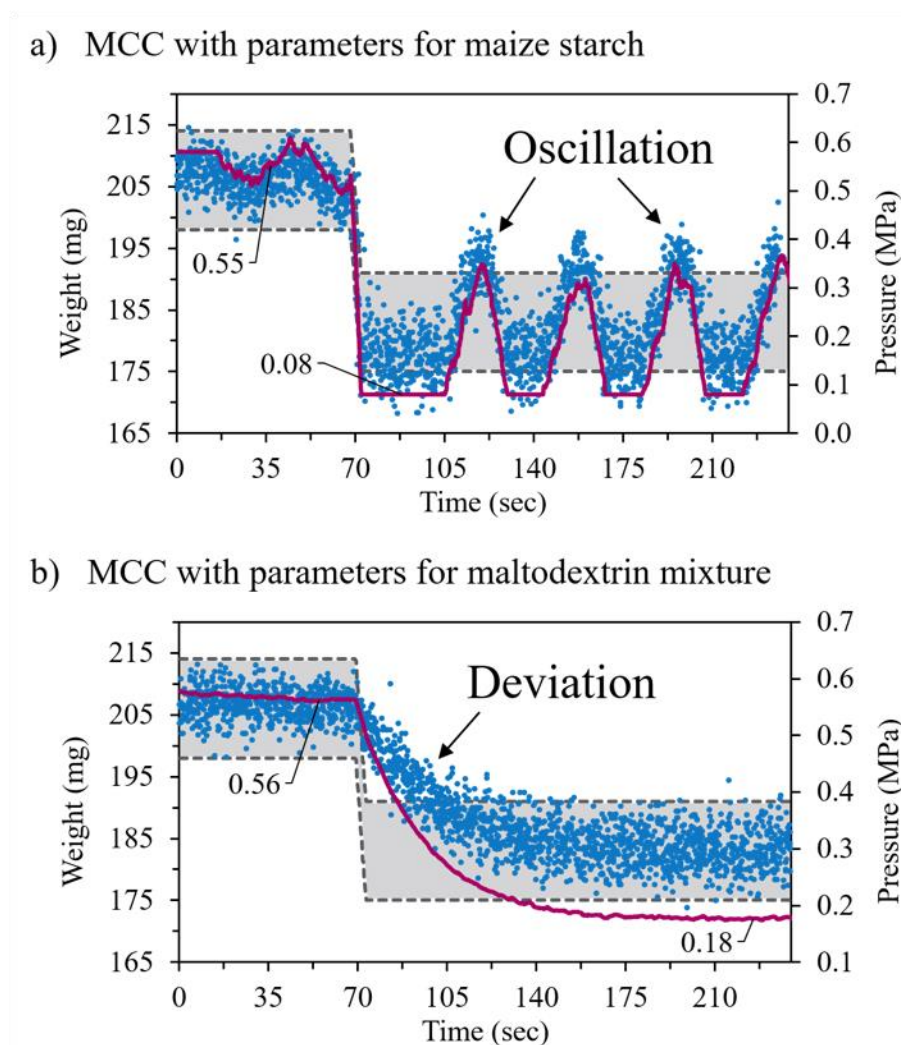 a) MCC with parameters for maize starch
Weight (mg)
215
205
195
185
175
165
Oscillation
0.55
0.08
0.7
0.6
0.5
0.4
0.3
0.2
0.1
0.0
Pressure (MPa)
0 35 70 105 140 175 210
Time (sec)
b) MCC with parameters for maltodextrin mixture
Weight (mg)
215
205
195
185
175
165
Deviation
0.56
0.18
0.7
0.6
0.5
0.4
0.3
0.2
0.1
Pressure (MPa)
0 35 70 105 140 175 210
Time (sec)